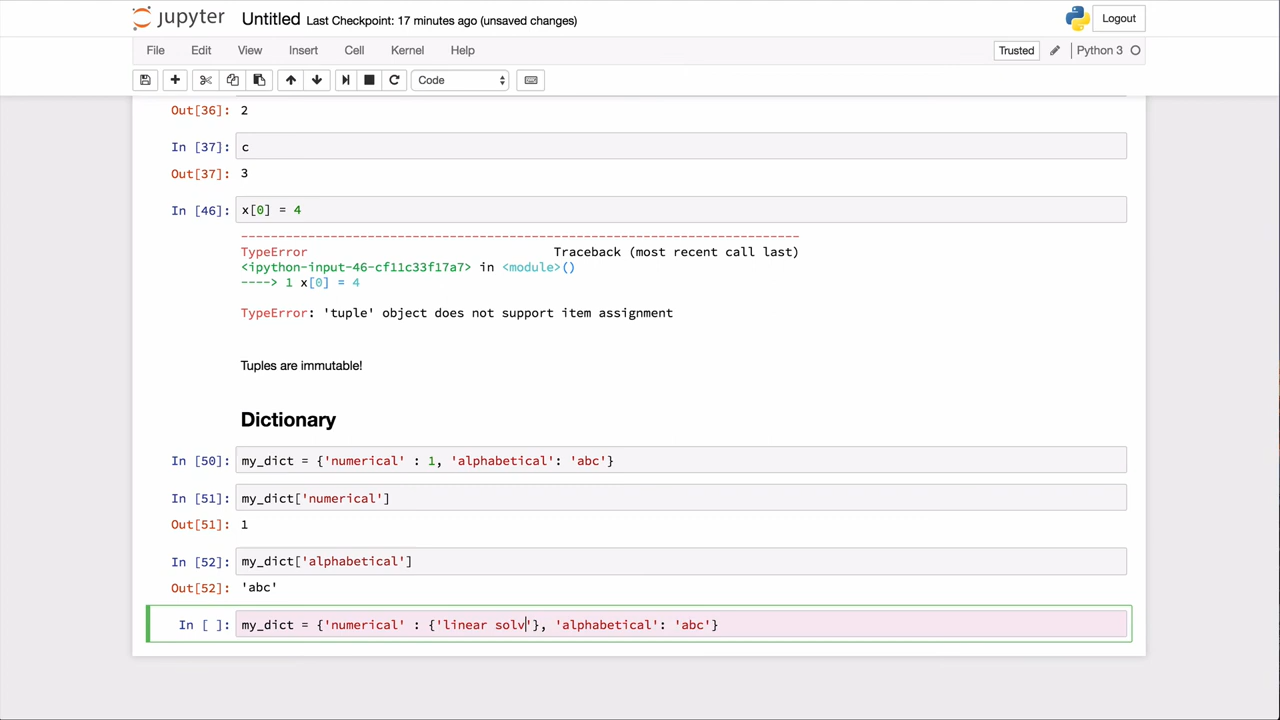 jupyter Untitled Last Checkpoint: 17 minutes ago (unsaved changes) Logout
File Edit View Insert Cell Kernel Help Trusted Python 3
Code
Out[36]: 2
In [37]: c
Out[37]: 3
In [46]: x[0] = 4
---------------------------------------------------------------------------
TypeError                                 Traceback (most recent call last)
<ipython-input-46-cf11c33f17a7> in <module>()
----> 1 x[0] = 4
TypeError: 'tuple' object does not support item assignment
Tuples are immutable!
Dictionary
In [50]: my_dict = {'numerical' : 1, 'alphabetical': 'abc'}
In [51]: my_dict['numerical']
Out[51]: 1
In [52]: my_dict['alphabetical']
Out[52]: 'abc'
In [ ]: my_dict = {'numerical' : {'linear solv'}, 'alphabetical': 'abc'}